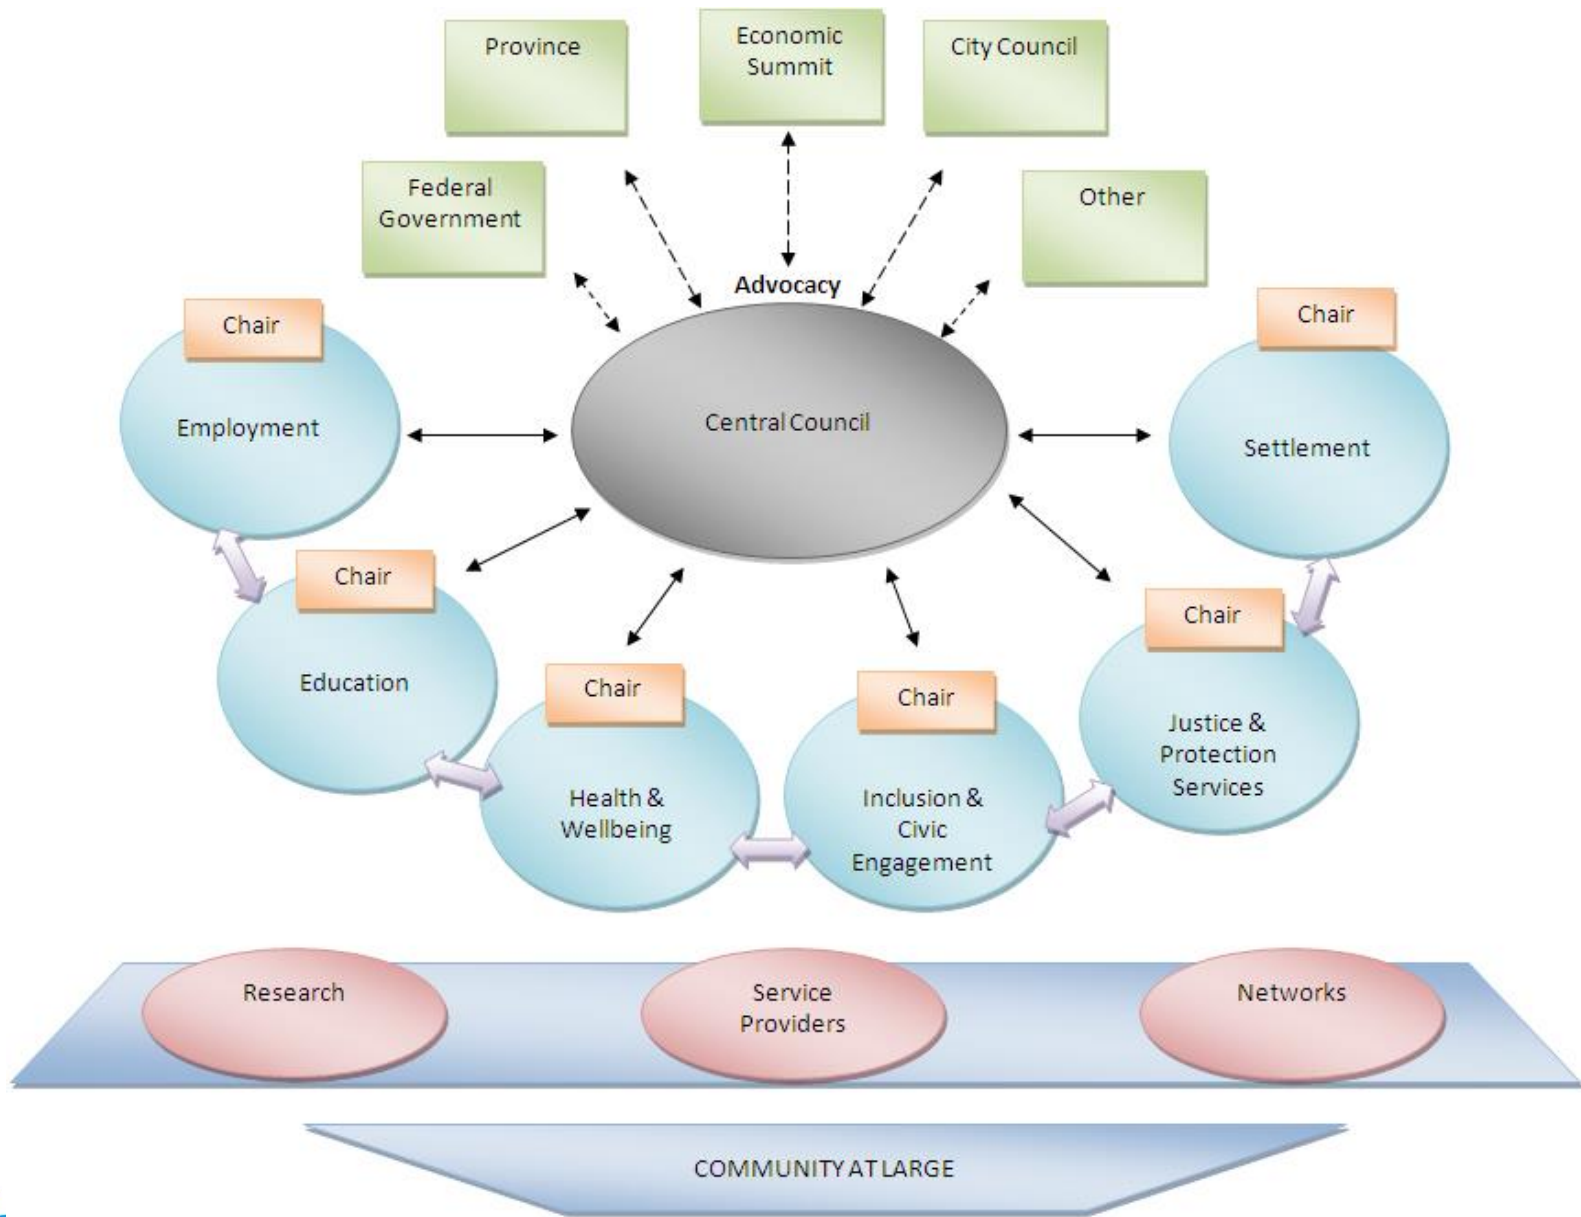 Province
Economic
Summit
City Council
Federal
Government
Other
Advocacy
Chair
Chair
Employment
Central Council
Settlement
Chair
Chair
Education
Chair
Chair
Justice &
Protection
Services
Health &
Wellbeing
Inclusion &
Civic
Engagement
Research
Service
Providers
Networks
COMMUNITY AT LARGE